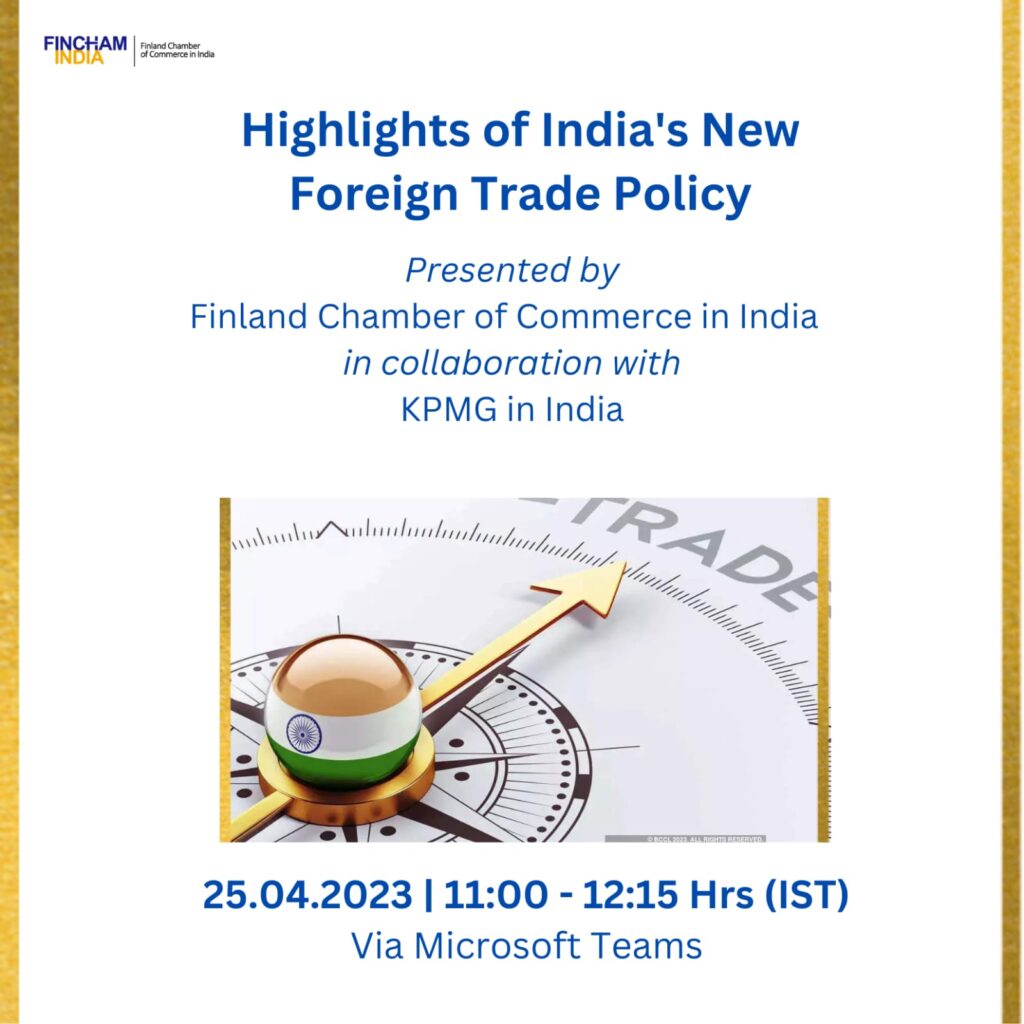 FINCHAM
INDIA
Finland Chamber
of Commerce in India
Highlights of India's New
Foreign Trade Policy
Presented by
Finland Chamber of Commerce in India
in collaboration with
KPMG in India
TRADE
25.04.2023 | 11:00 - 12:15 Hrs (IST)
Via Microsoft Teams
© BCCL 2023. ALL RIGHTS RESERVED.